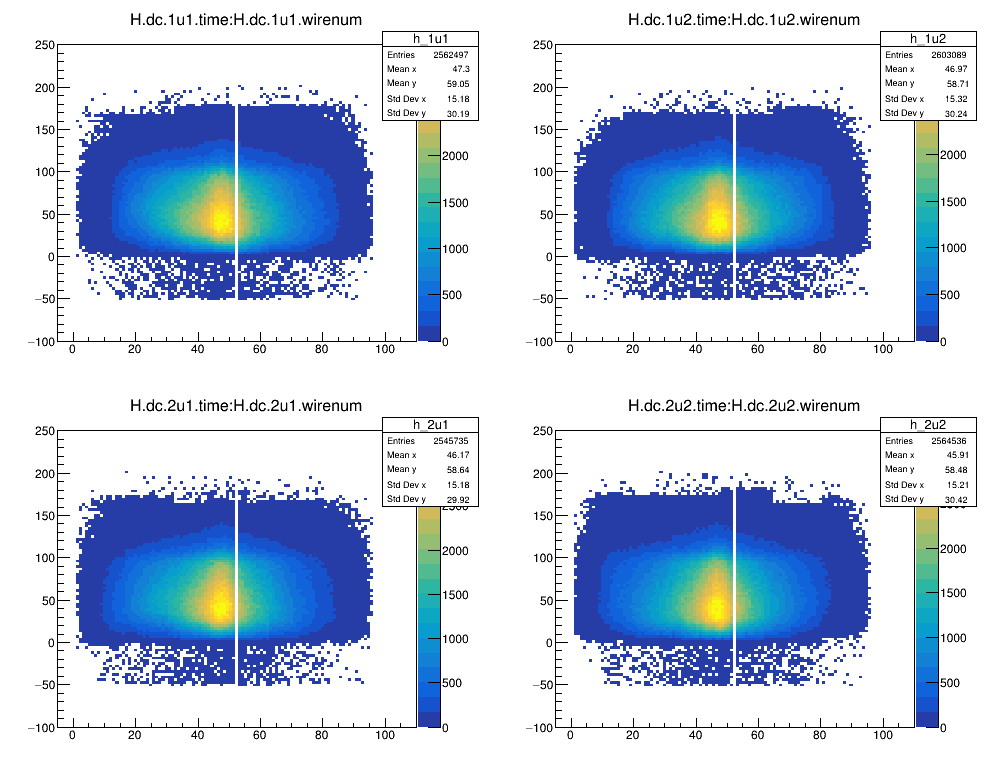 H.dc.1u1.time:H.dc.1u1.wirenum
h_1u1
Entries 2562497
Mean x 47.3
Mean y 59.05
Std Dev x 15.18
Std Dev y 30.19
250
200
150
100
50
0
−50
−100
0 20 40 60 80 100
2000
1500
1000
500
0
H.dc.1u2.time:H.dc.1u2.wirenum
h_1u2
Entries 2603089
Mean x 46.97
Mean y 58.71
Std Dev x 15.32
Std Dev y 30.24
250
200
150
100
50
0
−50
−100
0 20 40 60 80 100
2000
1500
1000
500
0
H.dc.2u1.time:H.dc.2u1.wirenum
h_2u1
Entries 2545735
Mean x 46.17
Mean y 58.64
Std Dev x 15.18
Std Dev y 29.92
250
200
150
100
50
0
−50
−100
0 20 40 60 80 100
2500
2000
1500
1000
500
0
H.dc.2u2.time:H.dc.2u2.wirenum
h_2u2
Entries 2564536
Mean x 45.91
Mean y 58.48
Std Dev x 15.21
Std Dev y 30.42
250
200
150
100
50
0
−50
−100
0 20 40 60 80 100
2000
1500
1000
500
0